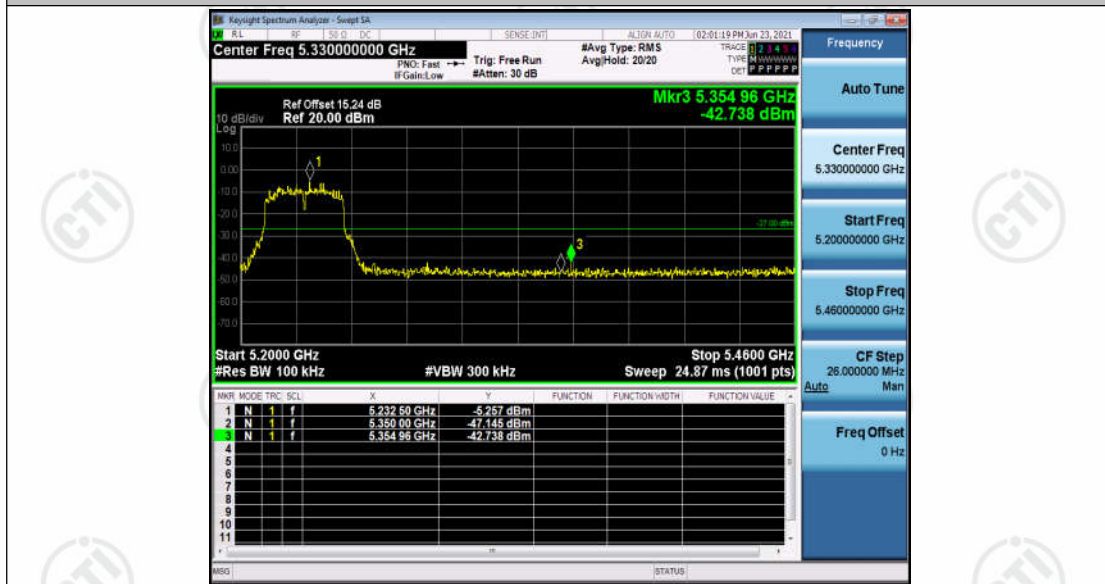 Keysight Spectrum Analyzer - Swept SA
RL RF 50 Ω DC SENSE:INT ALIGN AUTO 02:01:19 PM Jun 23, 2021
Center Freq 5.330000000 GHz
PNO: Fast
IFGain:Low
Trig: Free Run
#Atten: 30 dB
#Avg Type: RMS
Avg|Hold: 20/20
TRACE 1 2 3 4 5 6
TYPE M WWWWW
DET P P P P P P
Ref Offset 15.24 dB
Ref 20.00 dBm
10 dB/div
Log
Mkr3 5.354 96 GHz
-42.738 dBm
10.0
0.00
-10.0
-20.0
-30.0
-40.0
-50.0
-60.0
-70.0
1
3
-27.00 dBm
Start 5.2000 GHz
Stop 5.4600 GHz
#Res BW 100 kHz
#VBW 300 kHz
Sweep 24.87 ms (1001 pts)
MKR MODE TRC SCL X Y FUNCTION FUNCTION WIDTH FUNCTION VALUE
1 N 1 f 5.232 50 GHz -5.257 dBm
2 N 1 f 5.350 00 GHz -47.145 dBm
3 N 1 f 5.354 96 GHz -42.738 dBm
4
5
6
7
8
9
10
11
MSG
STATUS
Frequency
Auto Tune
Center Freq
5.330000000 GHz
Start Freq
5.200000000 GHz
Stop Freq
5.460000000 GHz
CF Step
26.000000 MHz
Auto Man
Freq Offset
0 Hz
CTI
CTI